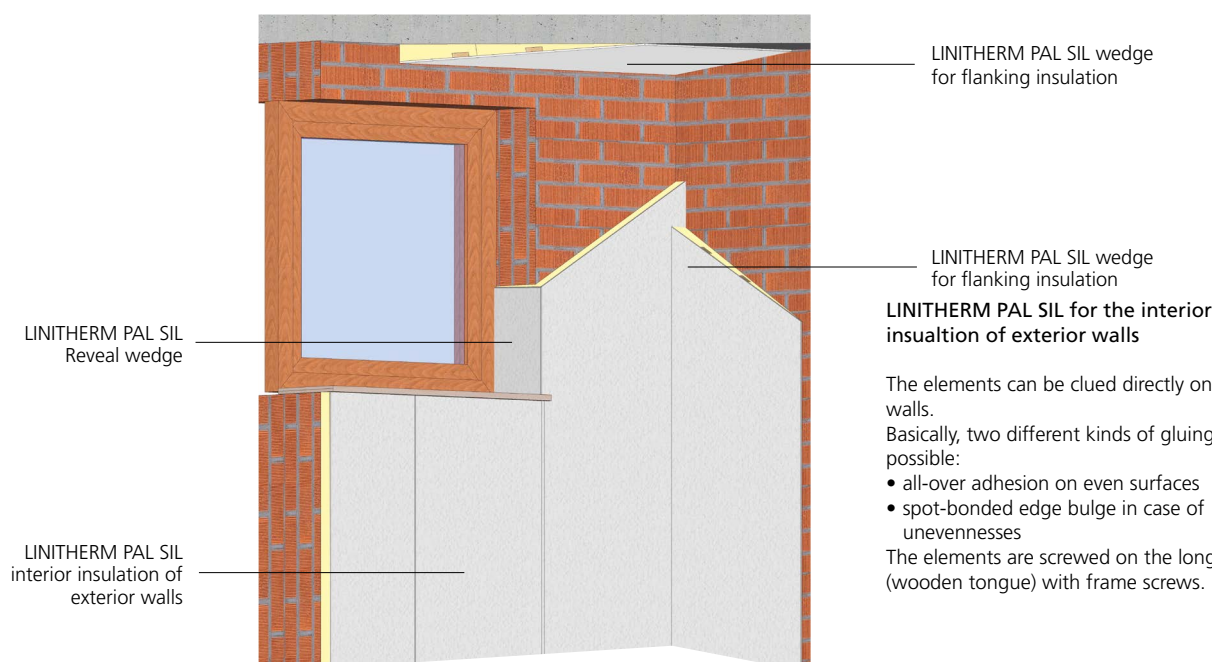 LINITHERM PAL SIL wedge
for flanking insulation
LINITHERM PAL SIL wedge
for flanking insulation
LINITHERM PAL SIL
Reveal wedge
LINITHERM PAL SIL
interior insulation of
exterior walls
LINITHERM PAL SIL for the interior
insualtion of exterior walls
The elements can be clued directly on
walls.
Basically, two different kinds of gluing
possible:
• all-over adhesion on even surfaces
• spot-bonded edge bulge in case of
unevennesses
The elements are screwed on the long
(wooden tongue) with frame screws.